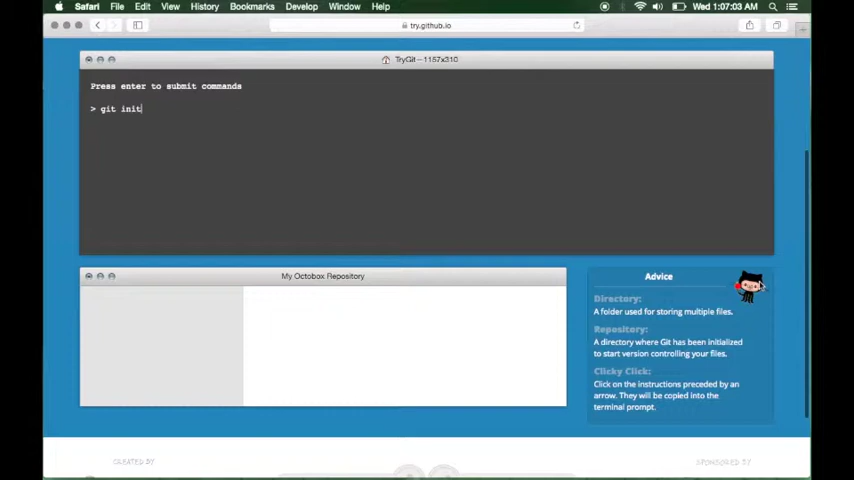 Safari File Edit View History Bookmarks Develop Window Help Wed 1:07:03 AM
try.github.io
TryGit — 1157x310
Press enter to submit commands
> git init
My Octobox Repository
Advice
Directory:
A folder used for storing multiple files.
Repository:
A directory where Git has been initialized
to start version controlling your files.
Clicky Click:
Click on the instructions preceded by an
arrow. They will be copied into the
terminal prompt.
CREATED BY
SPONSORED BY